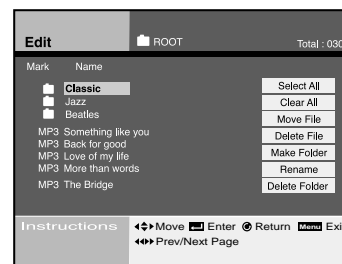 Edit ROOT Total : 030
Mark Name
Classic Select All
Jazz Clear All
Beatles Move File
MP3 Something like you Delete File
MP3 Back for good Make Folder
MP3 Love of my life Rename
MP3 More than words Delete Folder
MP3 The Bridge
Instructions Move Enter Return Menu Exi
Prev/Next Page